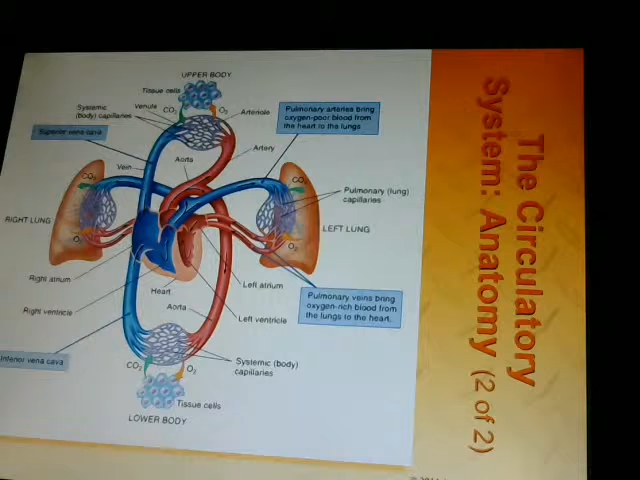 The Circulatory
System: Anatomy (2 of 2)
UPPER BODY
Tissue cells
CO2
O2
Venule
Systemic
(body) capillaries
Arteriole
Pulmonary arteries bring
oxygen-poor blood from
the heart to the lungs
Superior vena cava
Artery
Aorta
Vein
CO2
CO2
Pulmonary (lung)
capillaries
RIGHT LUNG
LEFT LUNG
O2
O2
Right atrium
Left atrium
Heart
Pulmonary veins bring
oxygen-rich blood from
the lungs to the heart.
Right ventricle
Aorta
Left ventricle
Inferior vena cava
CO2
O2
Systemic (body)
capillaries
Tissue cells
LOWER BODY